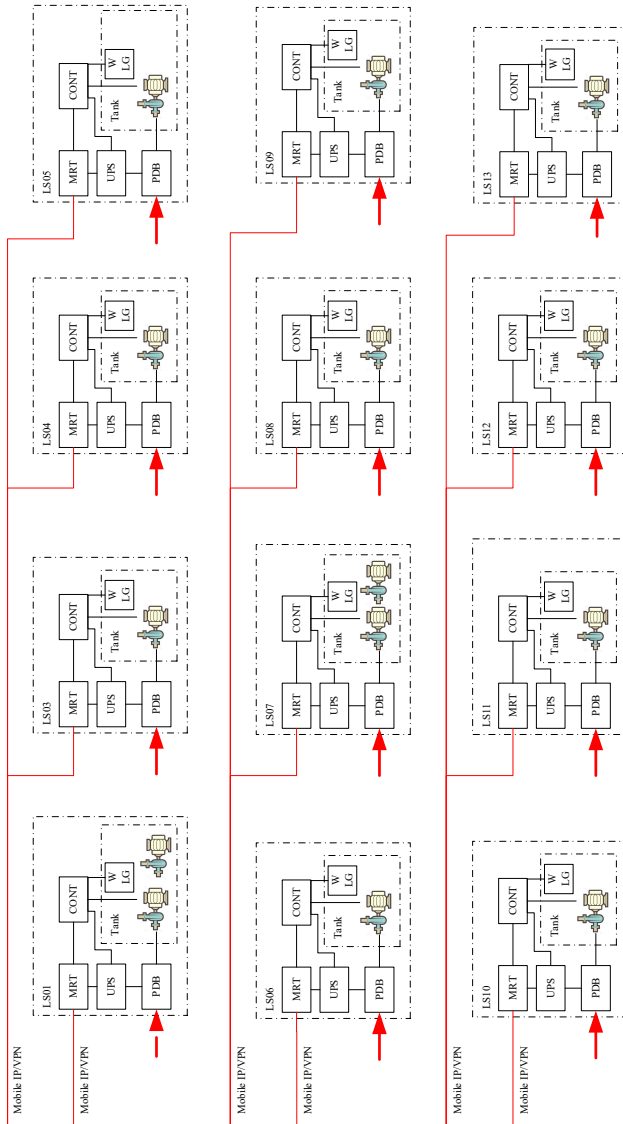 Mobile IP/VPN
Mobile IP/VPN
LS01
MRT
CONT
UPS
Tank
W
LG
PDB
LS03
MRT
CONT
UPS
Tank
W
LG
PDB
LS04
MRT
CONT
UPS
Tank
W
LG
PDB
LS05
MRT
CONT
UPS
Tank
W
LG
PDB
Mobile IP/VPN
Mobile IP/VPN
LS06
MRT
CONT
UPS
Tank
W
LG
PDB
LS07
MRT
CONT
UPS
Tank
W
LG
PDB
LS08
MRT
CONT
UPS
Tank
W
LG
PDB
LS09
MRT
CONT
UPS
Tank
W
LG
PDB
Mobile IP/VPN
Mobile IP/VPN
LS10
MRT
CONT
UPS
Tank
W
LG
PDB
LS11
MRT
CONT
UPS
Tank
W
LG
PDB
LS12
MRT
CONT
UPS
Tank
W
LG
PDB
LS13
MRT
CONT
UPS
Tank
W
LG
PDB